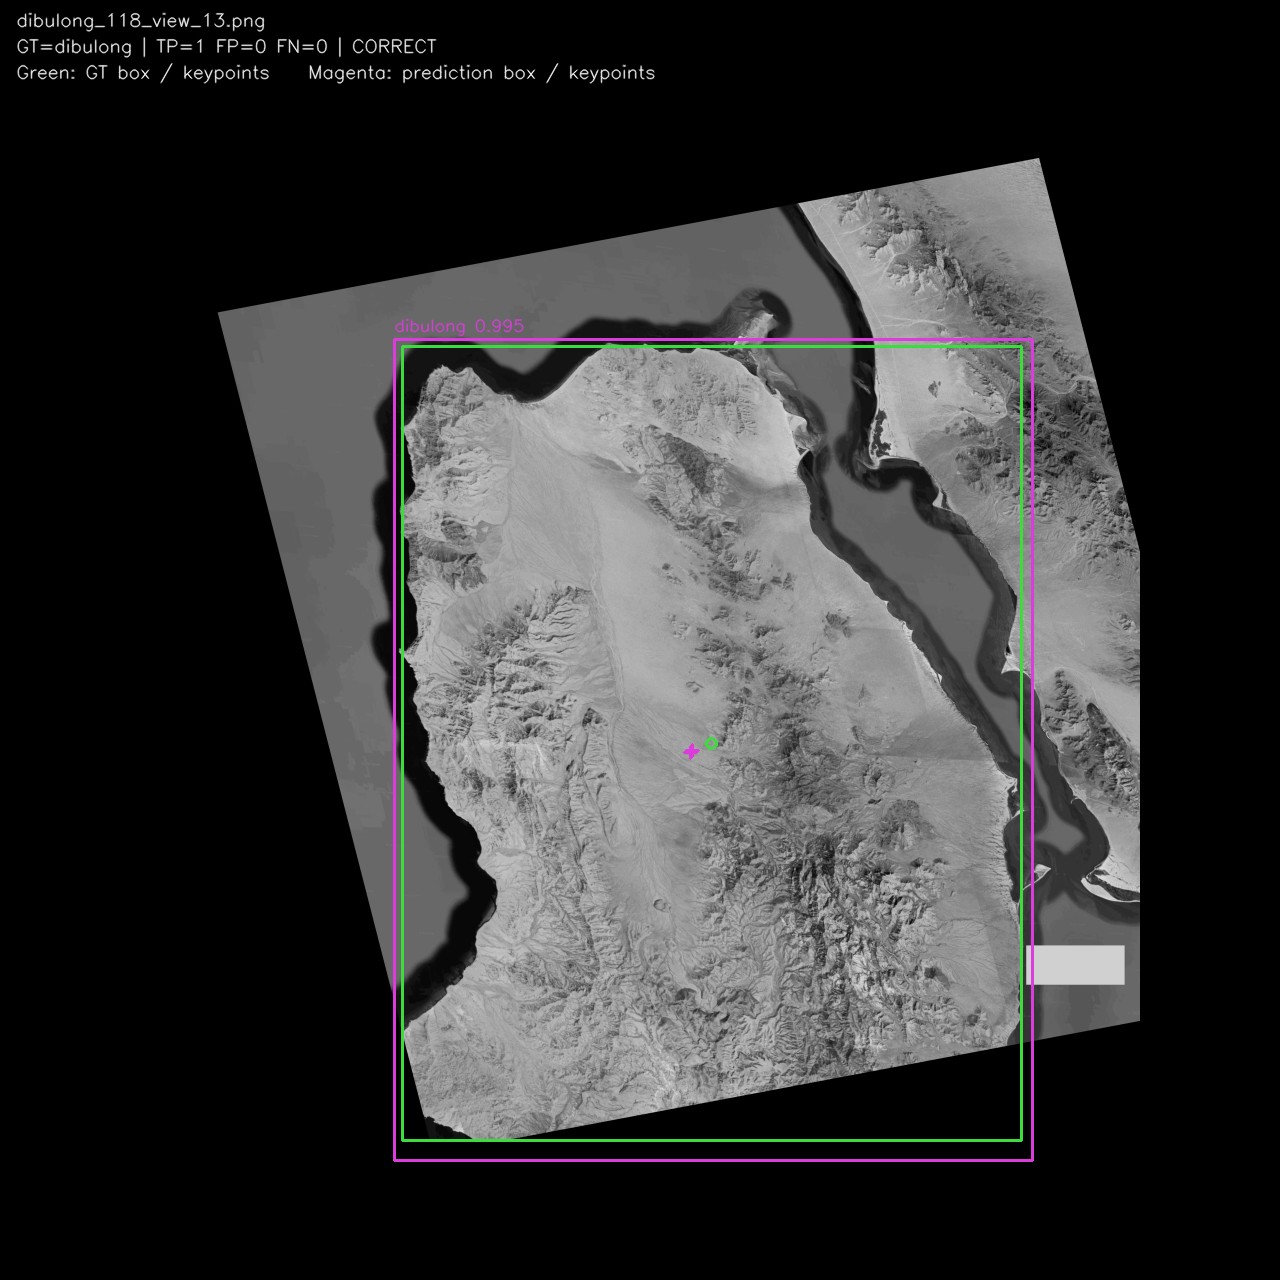 dibulong_118_view_13.png
GT=dibulong | TP=1 FP=0 FN=0 | CORRECT
Green: GT box / keypoints    Magenta: prediction box / keypoints
dibulong 0.995